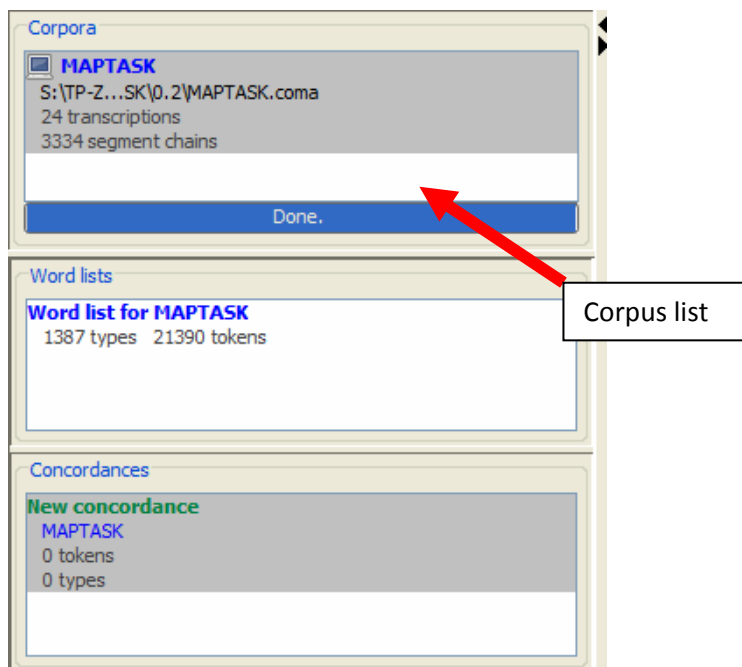 Corpora
MAPTASK
S:\TP-Z...SK\0.2\MAPTASK.coma
24 transcriptions
3334 segment chains
Done.
Corpus list
Word lists
Word list for MAPTASK
1387 types 21390 tokens
Concordances
New concordance
MAPTASK
0 tokens
0 types